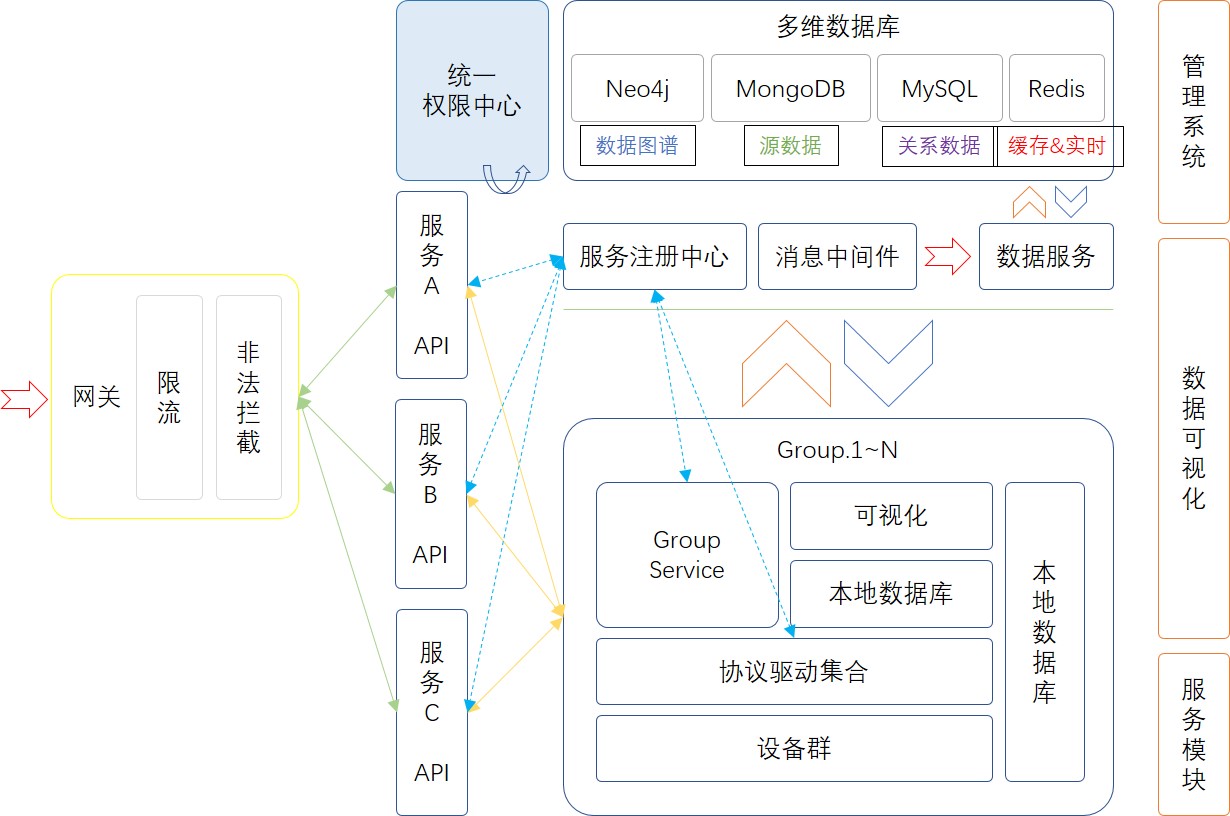 统一
权限中心
多维数据库
Neo4j
MongoDB
MySQL
Redis
数据图谱
源数据
关系数据
缓存&实时
管理系统
服务A
API
服务注册中心
消息中间件
数据服务
网关
限流
非法拦截
服务B
API
数据可视化
Group.1~N
Group
Service
可视化
本地数据库
本地数据库
协议驱动集合
设备群
服务C
API
服务模块